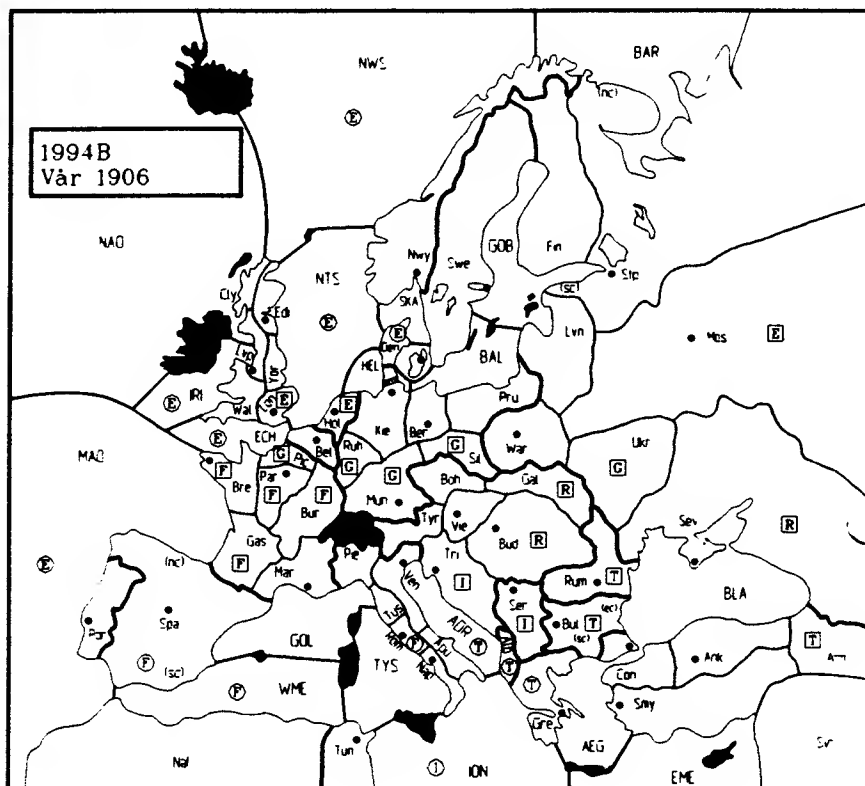 NWS
BAR
(nc)
E
1994B
Vår 1906
NAO
NTS
Nwy
Swe
GOB
Fin
Stp
(sc)
Cly
Edi
E
SKA
E
Den
Lvn
Mos
E
Lvp
Yor
HEL
BAL
Pru
IRI
E
Wal
Lon
E
Hol
E
Kie
Ber
War
Ukr
MAO
E
ECH
Bel
Ruh
G
Sil
G
Pic
G
G
Bre
F
Par
F
Bur
F
Mun
G
Boh
Gal
R
Sev
R
Tyr
Vie
Bud
R
Gas
F
Mar
Pie
Ven
Tri
I
Rum
T
BLA
E
(nc)
Ser
I
Bul
T
(ec)
(sc)
Por
Spa
GOL
Tus
ADR
T
Rom
F
Apu
Nap
T
T
Con
Ank
T
Arm
F
(sc)
F
WME
TYS
Gre
Smy
Naf
Tun
I
ION
AEG
EME
Syr